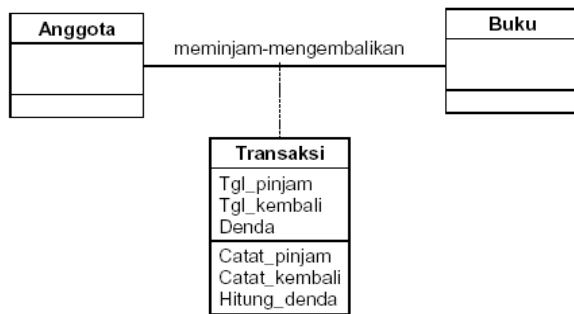 Anggota
Buku
meminjam-mengembalikan
Transaksi
Tgl_pinjam
Tgl_kembali
Denda
Catat_pinjam
Catat_kembali
Hitung_denda